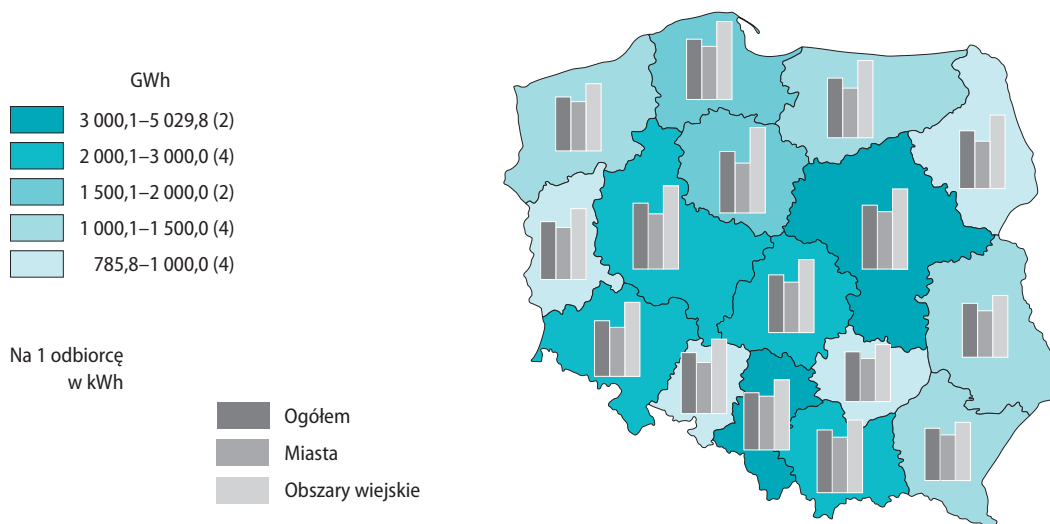 GWh
3 000,1–5 029,8 (2)
2 000,1–3 000,0 (4)
1 500,1–2 000,0 (2)
1 000,1–1 500,0 (4)
785,8–1 000,0 (4)
Na 1 odbiorcę
w kWh
Ogółem
Miasta
Obszary wiejskie